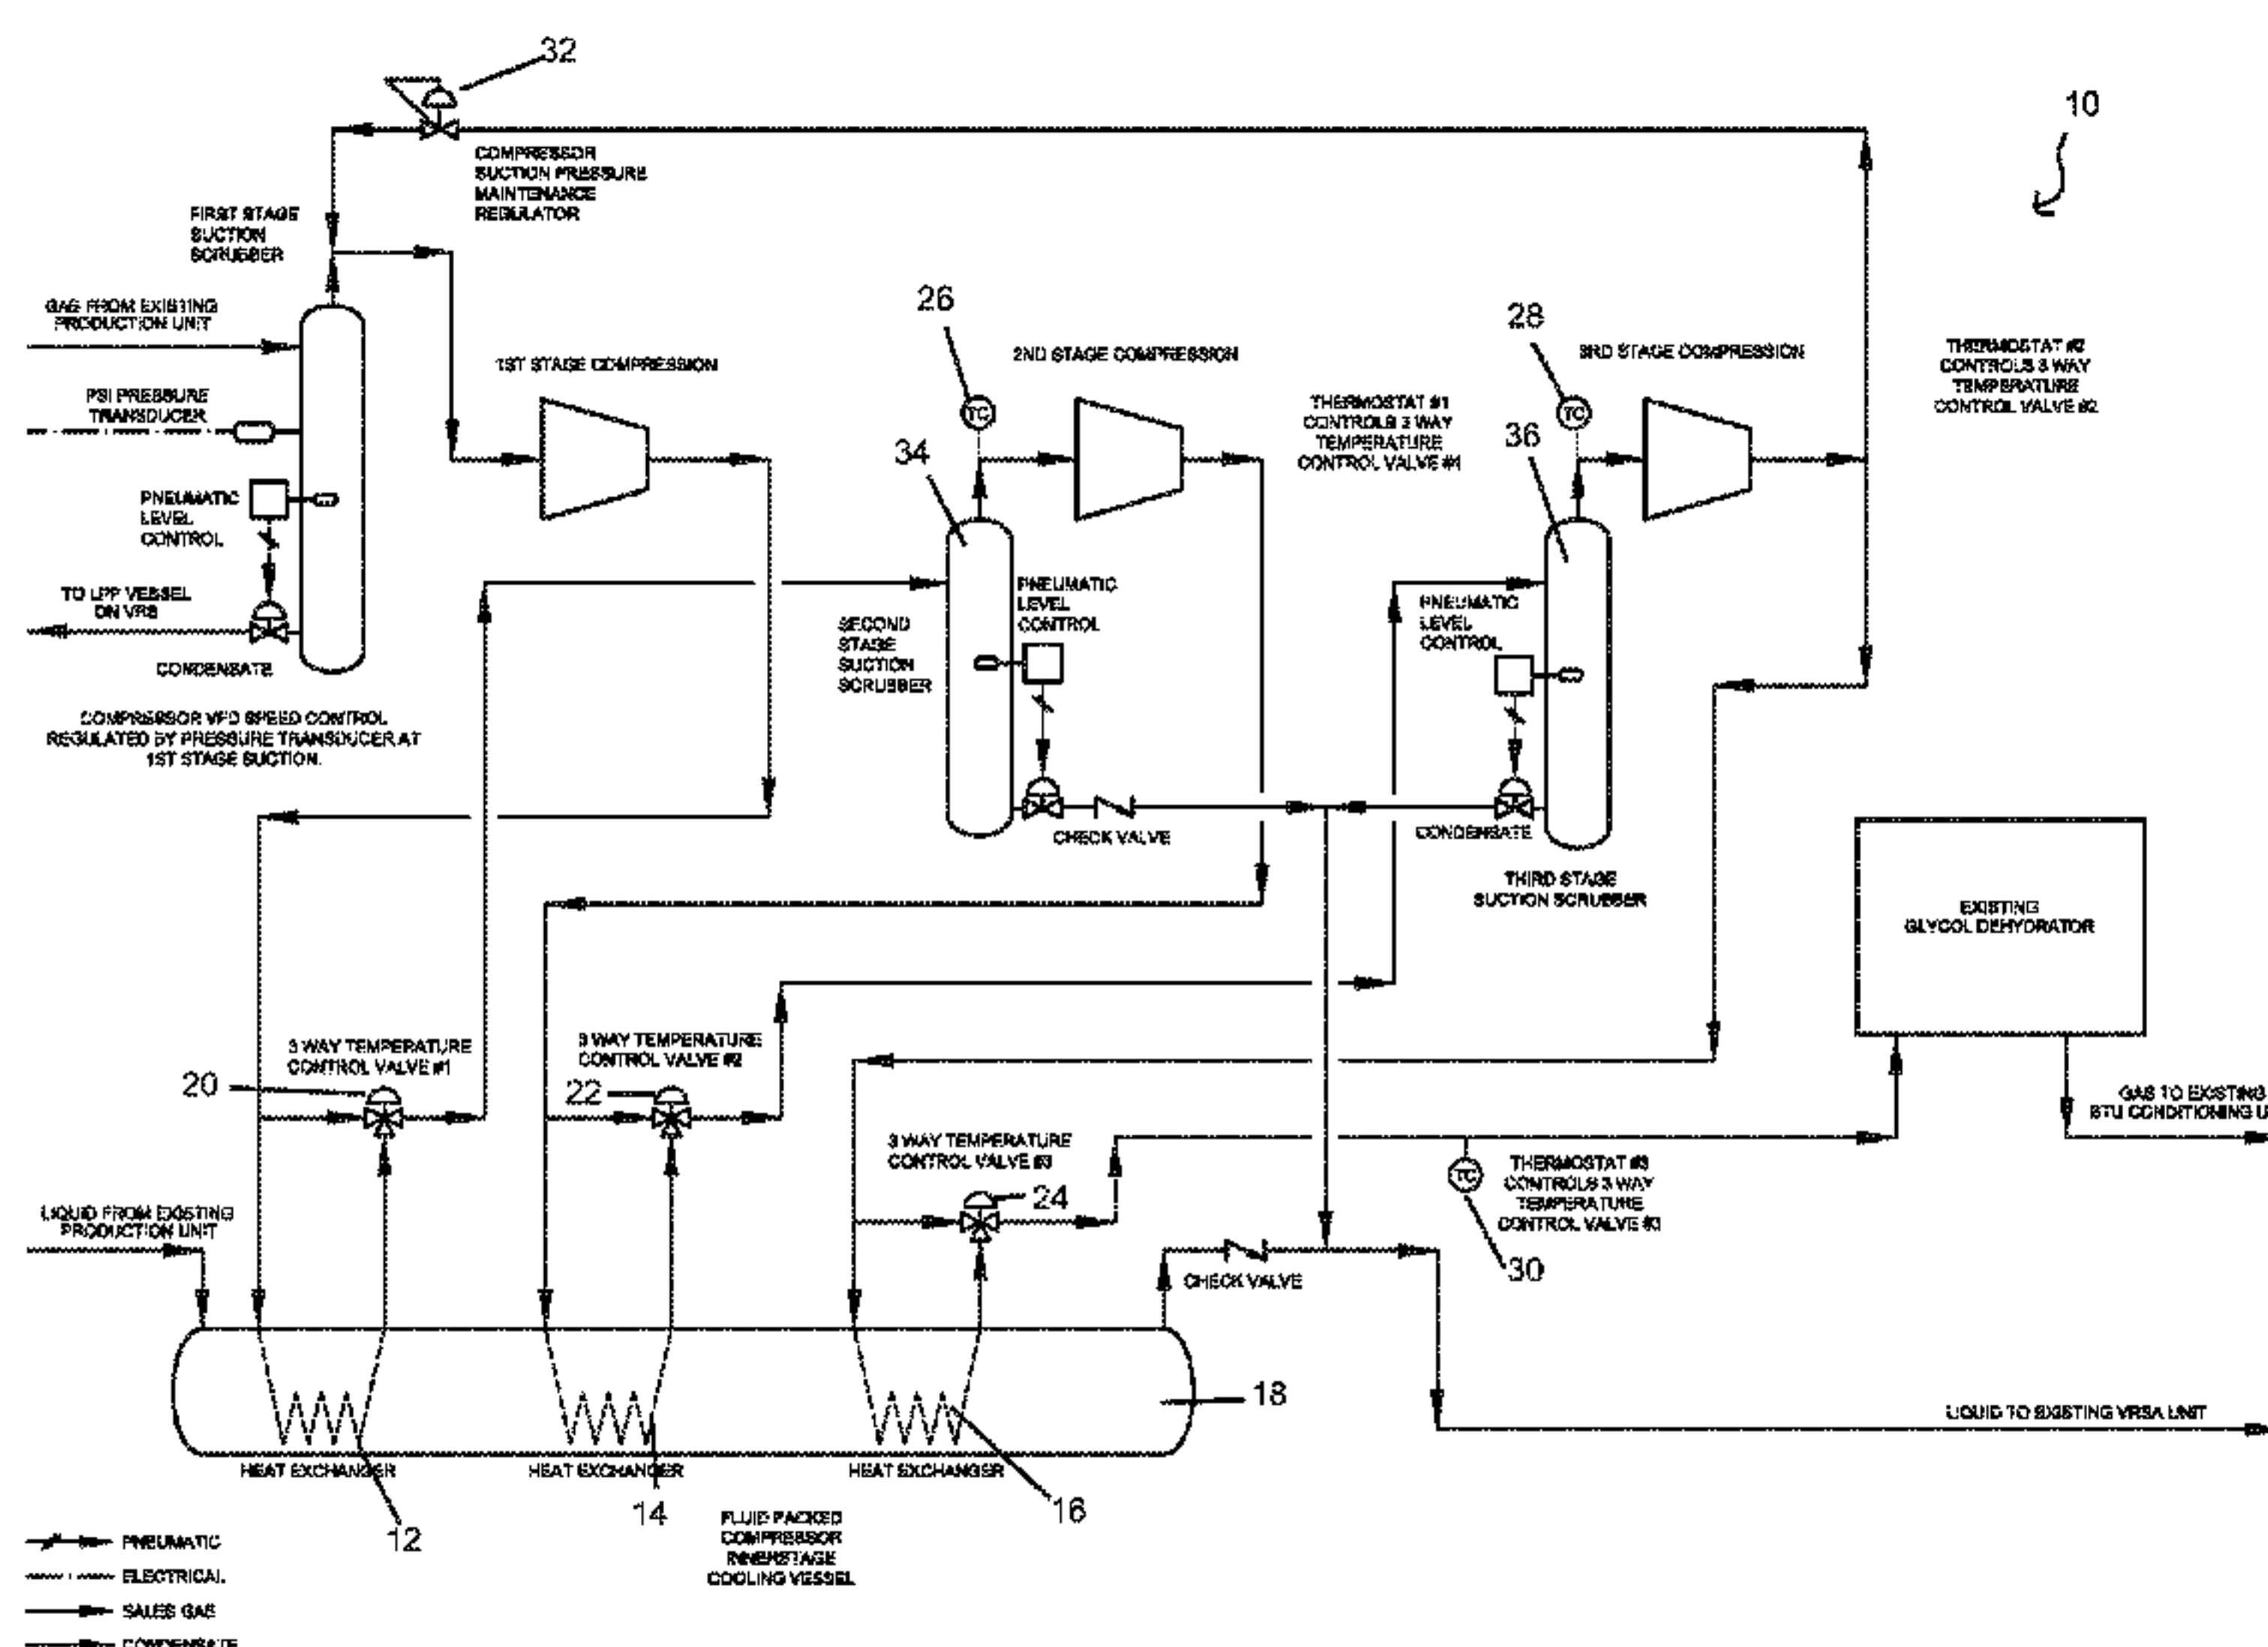 32
10
COMPRESSOR
SUCTION PRESSURE
MAINTENANCE
REGULATOR
FIRST STAGE
SUCTION
SCRUBBER
GAS FROM EXISTING
PRODUCTION UNIT
PSI PRESSURE
TRANSDUCER
PNEUMATIC
LEVEL
CONTROL
TO LPP VESSEL
ON VRS
CONDENSATE
COMPRESSOR VFD SPEED CONTROL
REGULATED BY PRESSURE TRANSDUCER AT
1ST STAGE SUCTION.
1ST STAGE COMPRESSION
26
TC
2ND STAGE COMPRESSION
34
SECOND
STAGE
SUCTION
SCRUBBER
PNEUMATIC
LEVEL
CONTROL
CHECK VALVE
THERMOSTAT #1
CONTROLS 3 WAY
TEMPERATURE
CONTROL VALVE #1
28
TC
3RD STAGE COMPRESSION
36
PNEUMATIC
LEVEL
CONTROL
CONDENSATE
THIRD STAGE
SUCTION SCRUBBER
THERMOSTAT #2
CONTROLS 3 WAY
TEMPERATURE
CONTROL VALVE #2
EXISTING
GLYCOL DEHYDRATOR
GAS TO EXISTING
BTU CONDITIONING
3 WAY TEMPERATURE
CONTROL VALVE #1
20
3 WAY TEMPERATURE
CONTROL VALVE #2
22
3 WAY TEMPERATURE
CONTROL VALVE #3
24
TC
THERMOSTAT #3
CONTROLS 3 WAY
TEMPERATURE
CONTROL VALVE #3
30
LIQUID FROM EXISTING
PRODUCTION UNIT
CHECK VALVE
18
LIQUID TO EXISTING VRSA UNIT
HEAT EXCHANGER
HEAT EXCHANGER
HEAT EXCHANGER
12
14
16
FLUID PACKED
COMPRESSOR
INNERSTAGE
COOLING VESSEL
PNEUMATIC
ELECTRICAL
SALES GAS
CONDENSATE